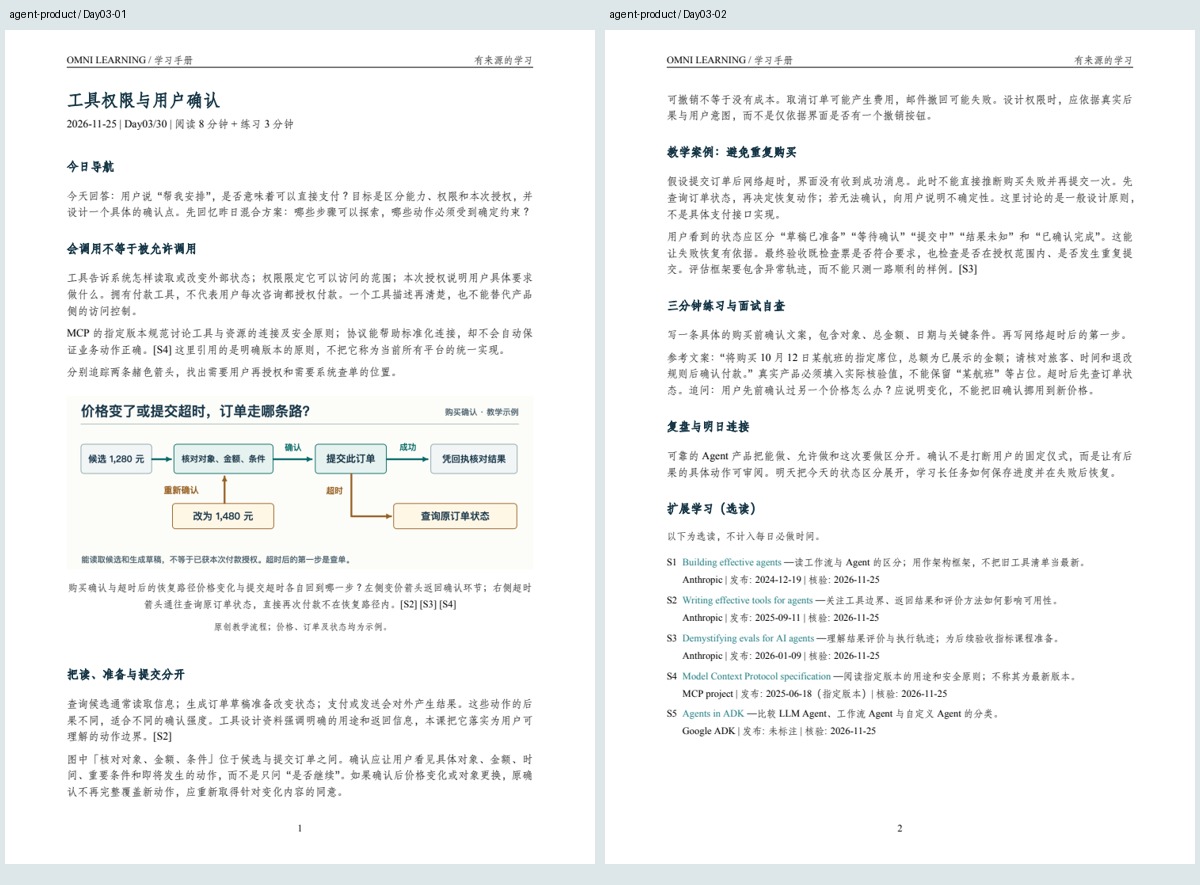 agent-product / Day03-01
OMNI LEARNING / 学习手册
有来源的学习
工具权限与用户确认
2026-11-25 | Day03/30 | 阅读 8 分钟 + 练习 3 分钟
今日导航
今天回答：用户说“帮我安排”，是否意味着可以直接支付？目标是区分能力、权限和本次授权，并
设计一个具体的确认点。先回忆昨日混合方案：哪些步骤可以探索，哪些动作必须受到确定约束？
会调用不等于被允许调用
工具告诉系统怎样读取或改变外部状态；权限限定它可以访问的范围；本次授权说明用户具体要求
做什么。拥有付款工具，不代表用户每次咨询都授权付款。一个工具描述再清楚，也不能替代产品
侧的访问控制。
MCP 的指定版本规范讨论工具与资源的连接及安全原则；协议能帮助标准化连接，却不会自动保
证业务动作正确。[S4] 这里引用的是明确版本的原则，不把它称为当前所有平台的统一实现。
分别追踪两条赭色箭头，找出需要用户再授权和需要系统查单的位置。
价格变了或提交超时，订单走哪条路？
购买确认 · 教学示例
候选 1,280 元
核对对象、金额、条件
确认
提交此订单
成功
凭回执核对结果
重新确认
超时
改为 1,480 元
查询原订单状态
能读取候选和生成草稿，不等于已获本次付款授权。超时后的第一步是查单。
购买确认与超时后的恢复路径价格变化与提交超时各自回到哪一步？左侧变价箭头返回确认环节；右侧超时
箭头通往查询原订单状态，直接再次付款不在恢复路径内。[S2] [S3] [S4]
原创教学流程；价格、订单及状态均为示例。
把读、准备与提交分开
查询候选通常读取信息；生成订单草稿准备改变状态；支付或发送会对外产生结果。这些动作的后
果不同，适合不同的确认强度。工具设计资料强调明确的用途和返回信息，本课把它落实为用户可
理解的动作边界。[S2]
图中「核对对象、金额、条件」位于候选与提交订单之间。确认应让用户看见具体对象、金额、时
间、重要条件和即将发生的动作，而不是只问“是否继续”。如果确认后价格变化或对象更换，原确
认不再完整覆盖新动作，应重新取得针对变化内容的同意。
1
agent-product / Day03-02
OMNI LEARNING / 学习手册
有来源的学习
可撤销不等于没有成本。取消订单可能产生费用，邮件撤回可能失败。设计权限时，应依据真实后
果与用户意图，而不是仅依据界面是否有一个撤销按钮。
教学案例：避免重复购买
假设提交订单后网络超时，界面没有收到成功消息。此时不能直接推断购买失败并再提交一次。先
查询订单状态，再决定恢复动作；若无法确认，向用户说明不确定性。这里讨论的是一般设计原则，
不是具体支付接口实现。
用户看到的状态应区分“草稿已准备”“等待确认”“提交中”“结果未知”和“已确认完成”。这能
让失败恢复有依据。最终验收既检查票是否符合要求，也检查是否在授权范围内、是否发生重复提
交。评估框架要包含异常轨迹，而不能只测一路顺利的样例。[S3]
三分钟练习与面试自查
写一条具体的购买前确认文案，包含对象、总金额、日期与关键条件。再写网络超时后的第一步。
参考文案：“将购买 10 月 12 日某航班的指定席位，总额为已展示的金额；请核对旅客、时间和退改
规则后确认付款。”真实产品必须填入实际核验值，不能保留“某航班”等占位。超时后先查订单状
态。追问：用户先前确认过另一个价格怎么办？应说明变化，不能把旧确认挪用到新价格。
复盘与明日连接
可靠的 Agent 产品把能做、允许做和这次要做区分开。确认不是打断用户的固定仪式，而是让有后
果的具体动作可审阅。明天把今天的状态区分展开，学习长任务如何保存进度并在失败后恢复。
扩展学习（选读）
以下为选读，不计入每日必做时间。
S1 Building effective agents —读工作流与 Agent 的区分；用作架构框架，不把旧工具清单当最新。
Anthropic | 发布: 2024-12-19 | 核验: 2026-11-25
S2 Writing effective tools for agents —关注工具边界、返回结果和评价方法如何影响可用性。
Anthropic | 发布: 2025-09-11 | 核验: 2026-11-25
S3 Demystifying evals for AI agents —理解结果评价与执行轨迹；为后续验收指标课程准备。
Anthropic | 发布: 2026-01-09 | 核验: 2026-11-25
S4 Model Context Protocol specification —阅读指定版本的用途和安全原则；不称其为最新版本。
MCP project | 发布: 2025-06-18（指定版本）| 核验: 2026-11-25
S5 Agents in ADK —比较 LLM Agent、工作流 Agent 与自定义 Agent 的分类。
Google ADK | 发布: 未标注 | 核验: 2026-11-25
2